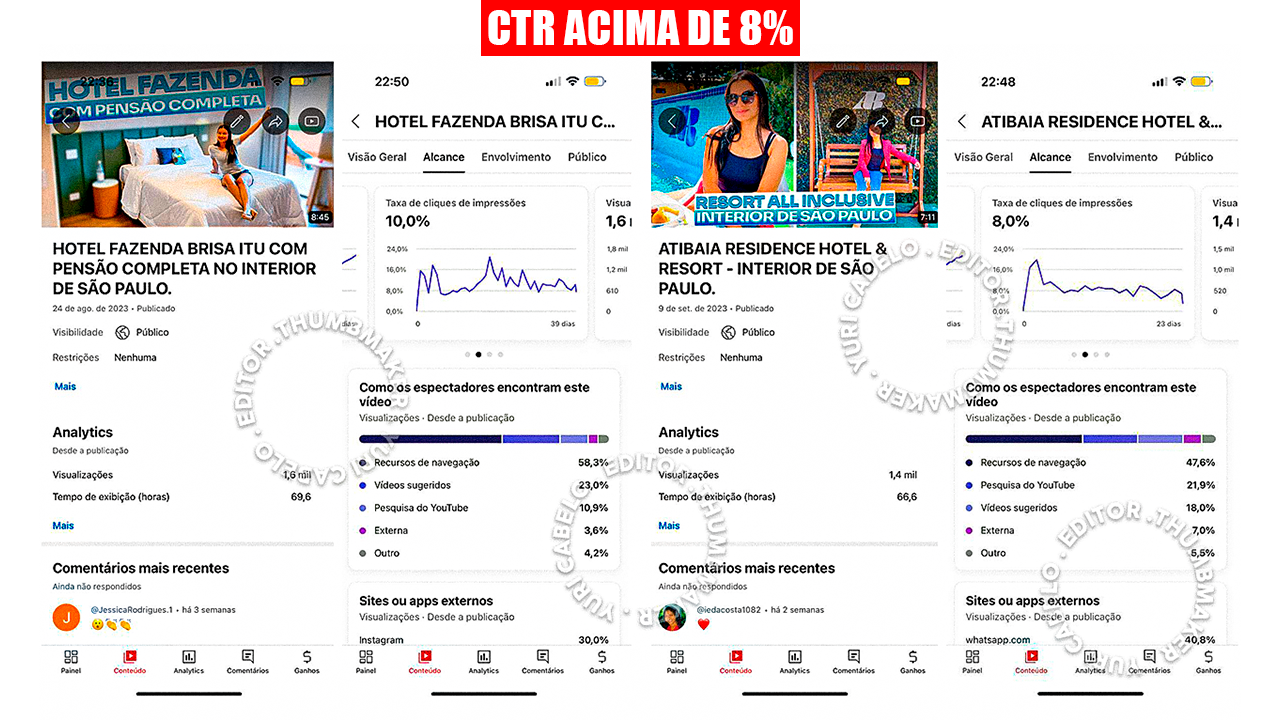 CTR ACIMA DE 8%
22:36
HOTEL FAZENDA
COM PENSÃO COMPLETA
8:45
HOTEL FAZENDA BRISA ITU COM
PENSÃO COMPLETA NO INTERIOR
DE SÃO PAULO.
24 de ago. de 2023 • Publicado
Visibilidade Público
Restrições Nenhuma
Mais
Analytics
Desde a publicação
Visualizações 1,6 mil
Tempo de exibição (horas) 69,6
Mais
Comentários mais recentes
Ainda não respondidos
J
@JessicaRodrigues.1 • há 3 semanas
😮👏👏
Painel Conteúdo Analytics Comentários Ganhos
22:50
HOTEL FAZENDA BRISA ITU C...
Visão Geral Alcance Envolvimento Público
Taxa de cliques de impressões
10,0%
24,0%
16,0%
8,0%
0,0%
0 39 dias
dias
Visua
1,6 
1,8 mil
1,2 mil
610
0
Como os espectadores encontram este
vídeo
Visualizações · Desde a publicação
Recursos de navegação 58,3%
Vídeos sugeridos 23,0%
Pesquisa do YouTube 10,9%
Externa 3,6%
Outro 4,2%
Sites ou apps externos
Visualizações · Desde a publicação
Instagram 30,0%
Painel Conteúdo Analytics Comentários Ganhos
Atibaia Residence
AR
RESORT ALL INCLUSIVE
INTERIOR DE SÃO PAULO
7:11
ATIBAIA RESIDENCE HOTEL &
RESORT - INTERIOR DE SÃO
PAULO.
9 de set. de 2023 • Publicado
Visibilidade Público
Restrições Nenhuma
Mais
Analytics
Desde a publicação
Visualizações 1,4 mil
Tempo de exibição (horas) 66,6
Mais
Comentários mais recentes
Ainda não respondidos
@iedacosta1082 • há 2 semanas
❤️
Painel Conteúdo Analytics Comentários Ganhos
22:48
ATIBAIA RESIDENCE HOTEL &...
Visão Geral Alcance Envolvimento Público
Taxa de cliques de impressões
8,0%
24,0%
16,0%
8,0%
0,0%
0 23 dias
dias
Visua
1,4 
1,5 mil
1,0 mil
520
0
Como os espectadores encontram este
vídeo
Visualizações · Desde a publicação
Recursos de navegação 47,6%
Pesquisa do YouTube 21,9%
Vídeos sugeridos 18,0%
Externa 7,0%
Outro 5,5%
Sites ou apps externos
Visualizações · Desde a publicação
whatsapp.com 40,8%
Painel Conteúdo Analytics Comentários Ganhos
YURI CABELO . EDITOR .THUMBMAKER .
YURI CABELO . EDITOR .THUMBMAKER .
YURI CABELO . EDITOR .THUMBMAKER .
YURI CABELO . EDITOR .THUMBMAKER .